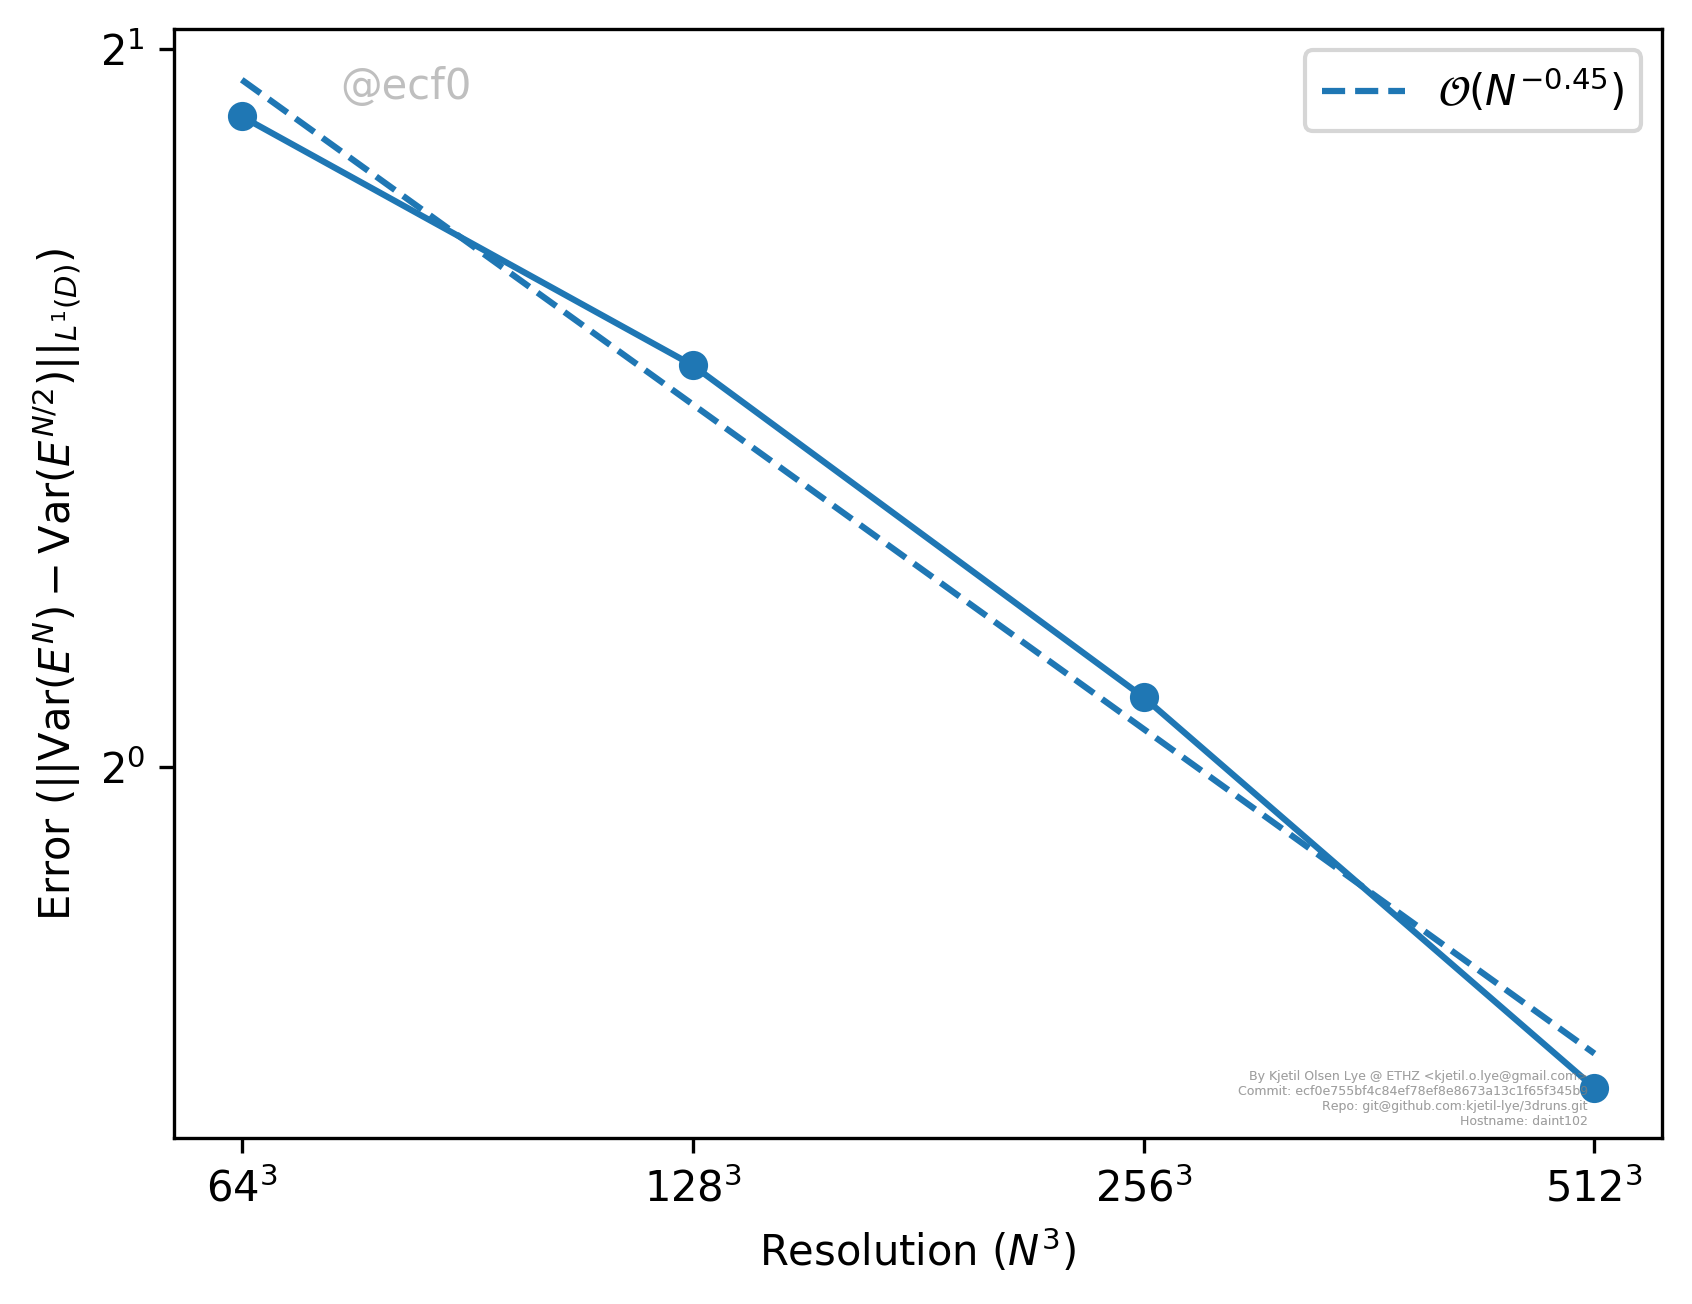 @ecf0
𝒪(N^−0.45)
2^1
2^0
Error (||Var(E^N) − Var(E^{N/2})||_{L^1(D)})
By Kjetil Olsen Lye @ ETHZ <kjetil.o.lye@gmail.com
Commit: ecf0e755bf4c84ef78ef8e8673a13c1f65f345b
Repo: git@github.com:kjetil-lye/3druns.git
Hostname: daint102
64^3 128^3 256^3 512^3
Resolution (N^3)